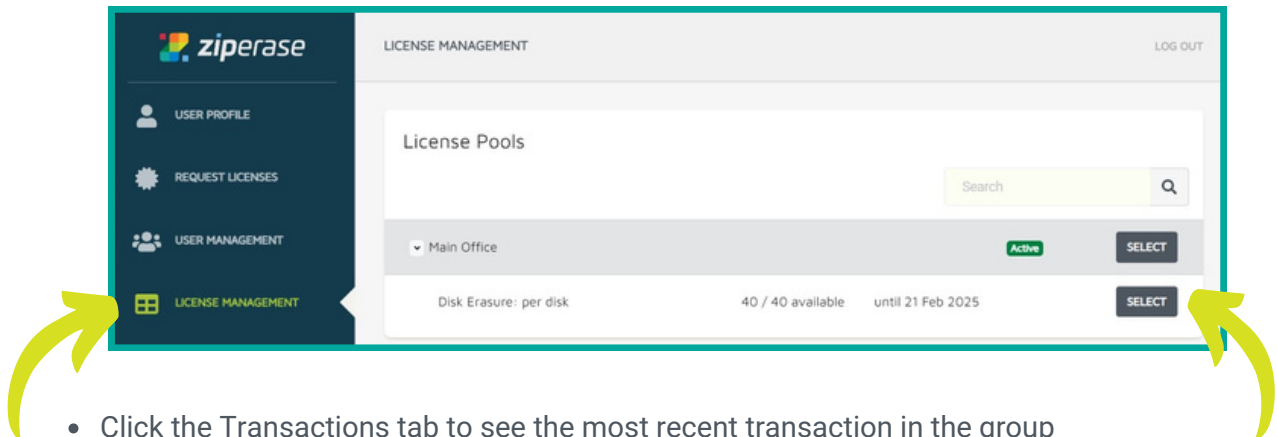 ziperase
LICENSE MANAGEMENT
LOG OUT
USER PROFILE
License Pools
REQUEST LICENSES
Search
USER MANAGEMENT
Main Office
Active
SELECT
LICENSE MANAGEMENT
Disk Erasure: per disk
40 / 40 available
until 21 Feb 2025
SELECT
• Click the Transactions tab to see the most recent transaction in the group